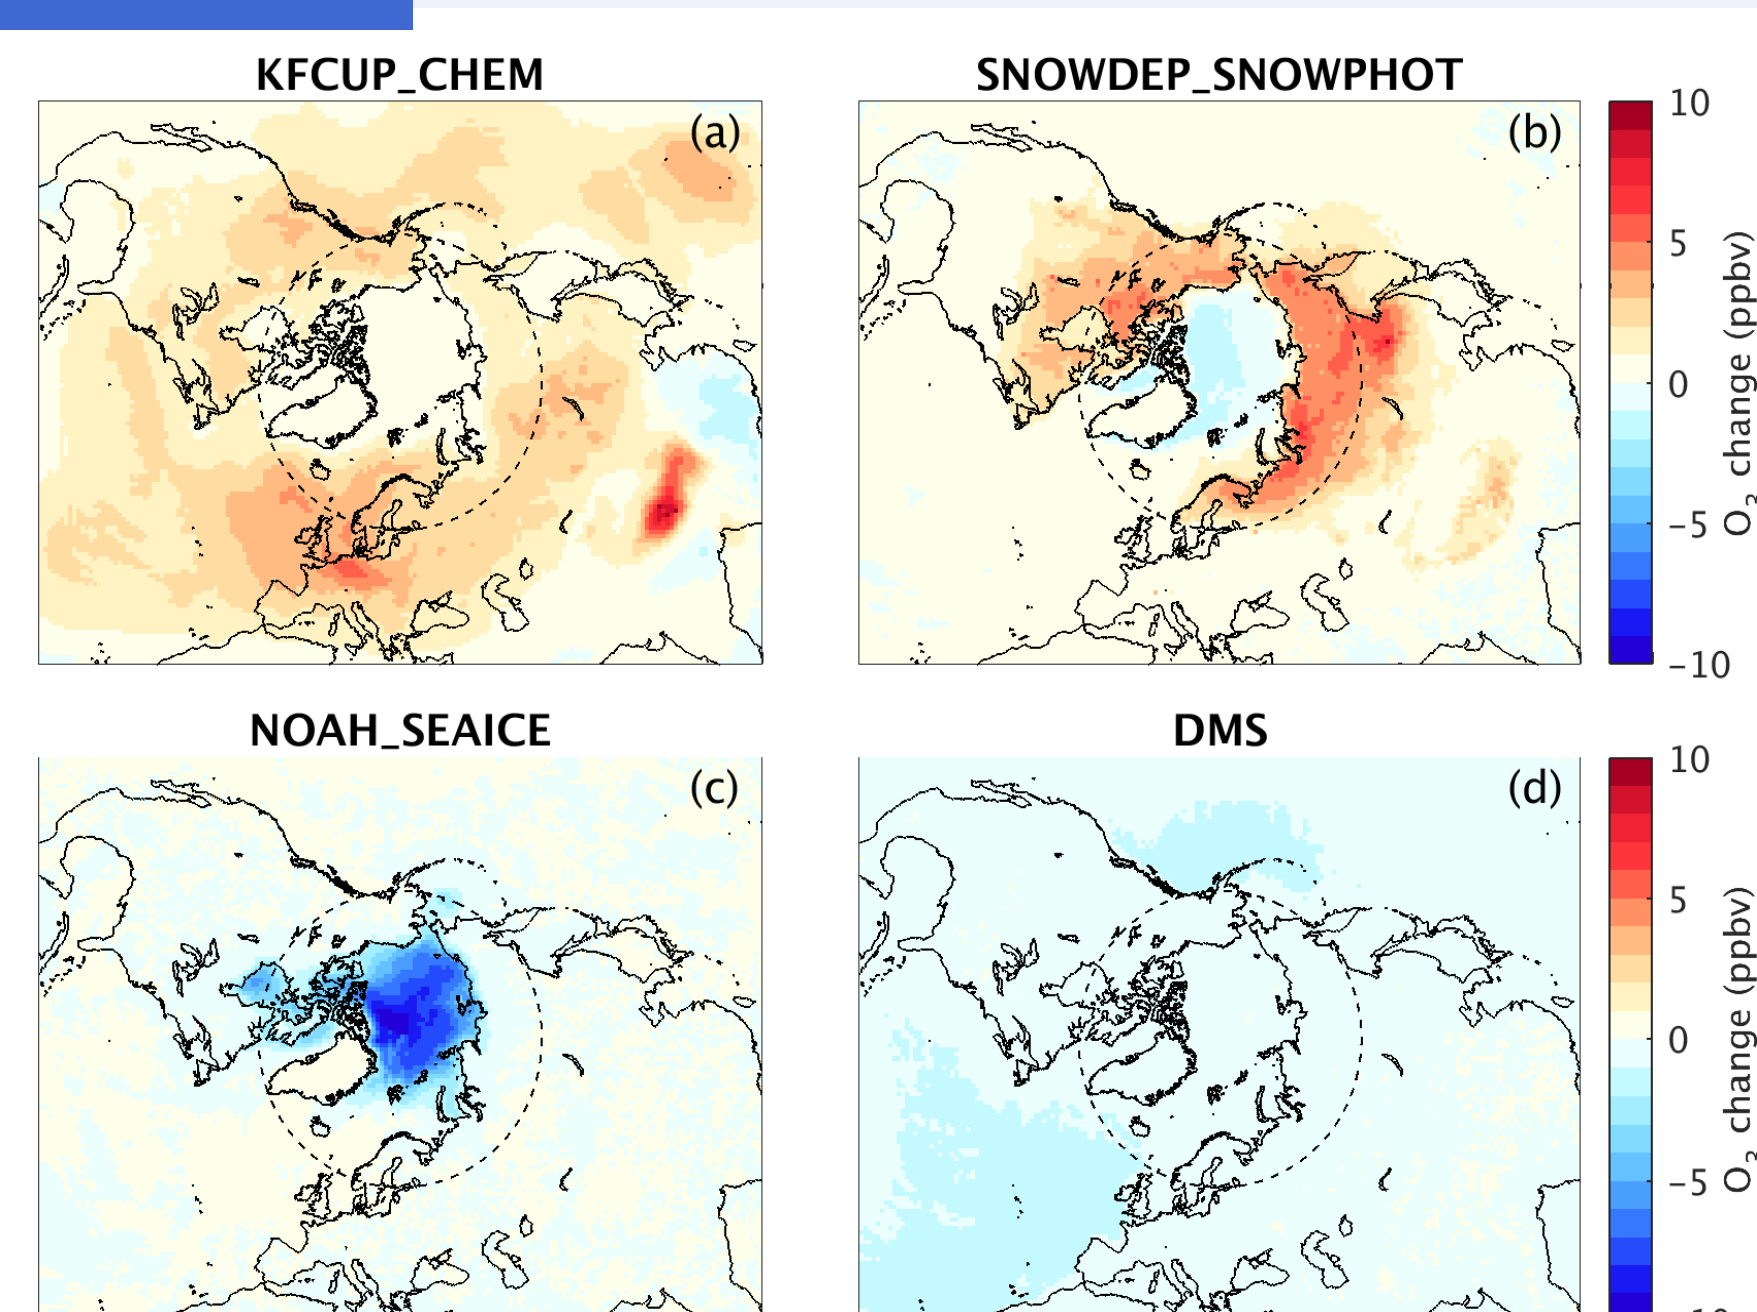 KFCUP_CHEM
SNOWDEP_SNOWPHOT
(a)
(b)
10
5
0
−5
−10
O₃ change (ppbv)
NOAH_SEAICE
DMS
(c)
(d)
10
5
0
−5
O₃ change (ppbv)